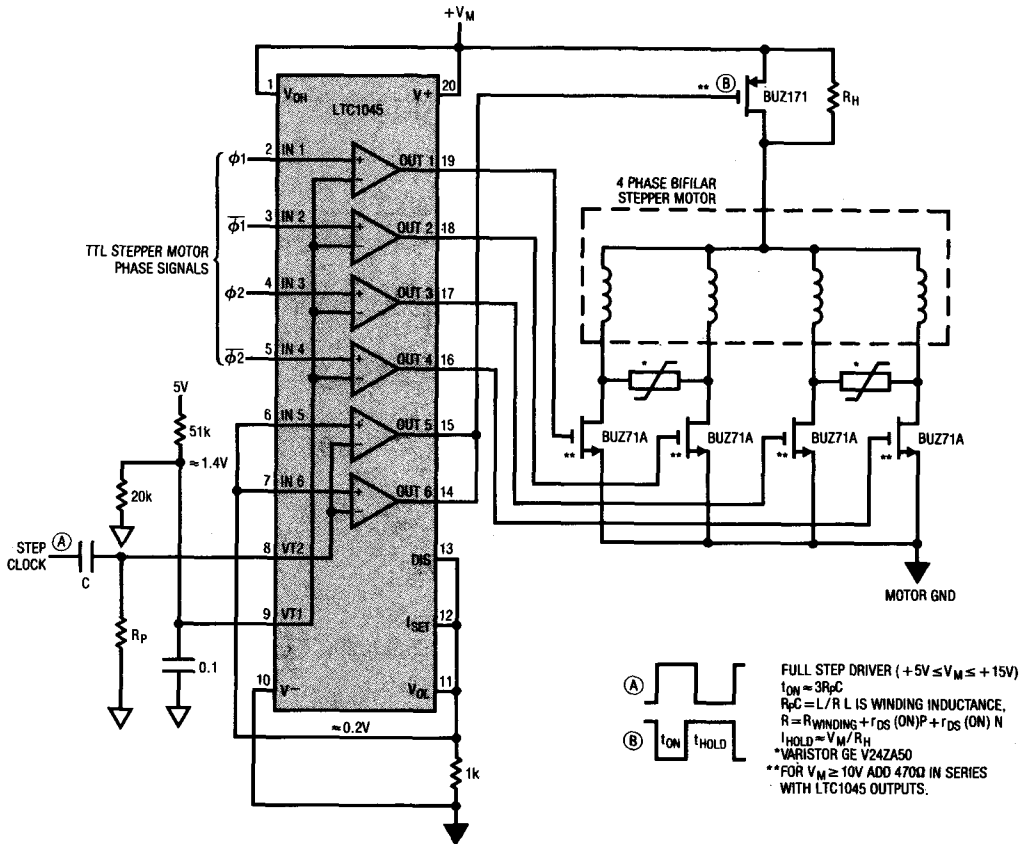 +VM
1
VOH
LTC1045
V+
20
** B
BUZ171
RH
φ1
2
IN 1
+
−
OUT 1
19
4 PHASE BIFILAR
STEPPER MOTOR
φ̅1̅
3
IN 2
+
−
OUT 2
18
TTL STEPPER MOTOR
PHASE SIGNALS
φ2
4
IN 3
+
−
OUT 3
17
φ̅2̅
5
IN 4
+
−
OUT 4
16
*
*
5V
51k
≈1.4V
20k
6
IN 5
+
−
OUT 5
15
BUZ71A
**
BUZ71A
**
BUZ71A
**
BUZ71A
**
7
IN 6
+
−
OUT 6
14
STEP
CLOCK
A
C
8
VT2
DIS
13
RP
9
VT1
ISET
12
0.1
10
V−
VOL
11
≈0.2V
1k
MOTOR GND
A
B
tON
tHOLD
FULL STEP DRIVER (+5V≤VM≤+15V)
tON≈3RPC
RPC=L/R L IS WINDING INDUCTANCE,
R=RWINDING+rDS (ON)P+rDS (ON) N
IHOLD≈VM/RH
*VARISTOR GE V24ZA50
**FOR VM≥10V ADD 470Ω IN SERIES
WITH LTC1045 OUTPUTS.